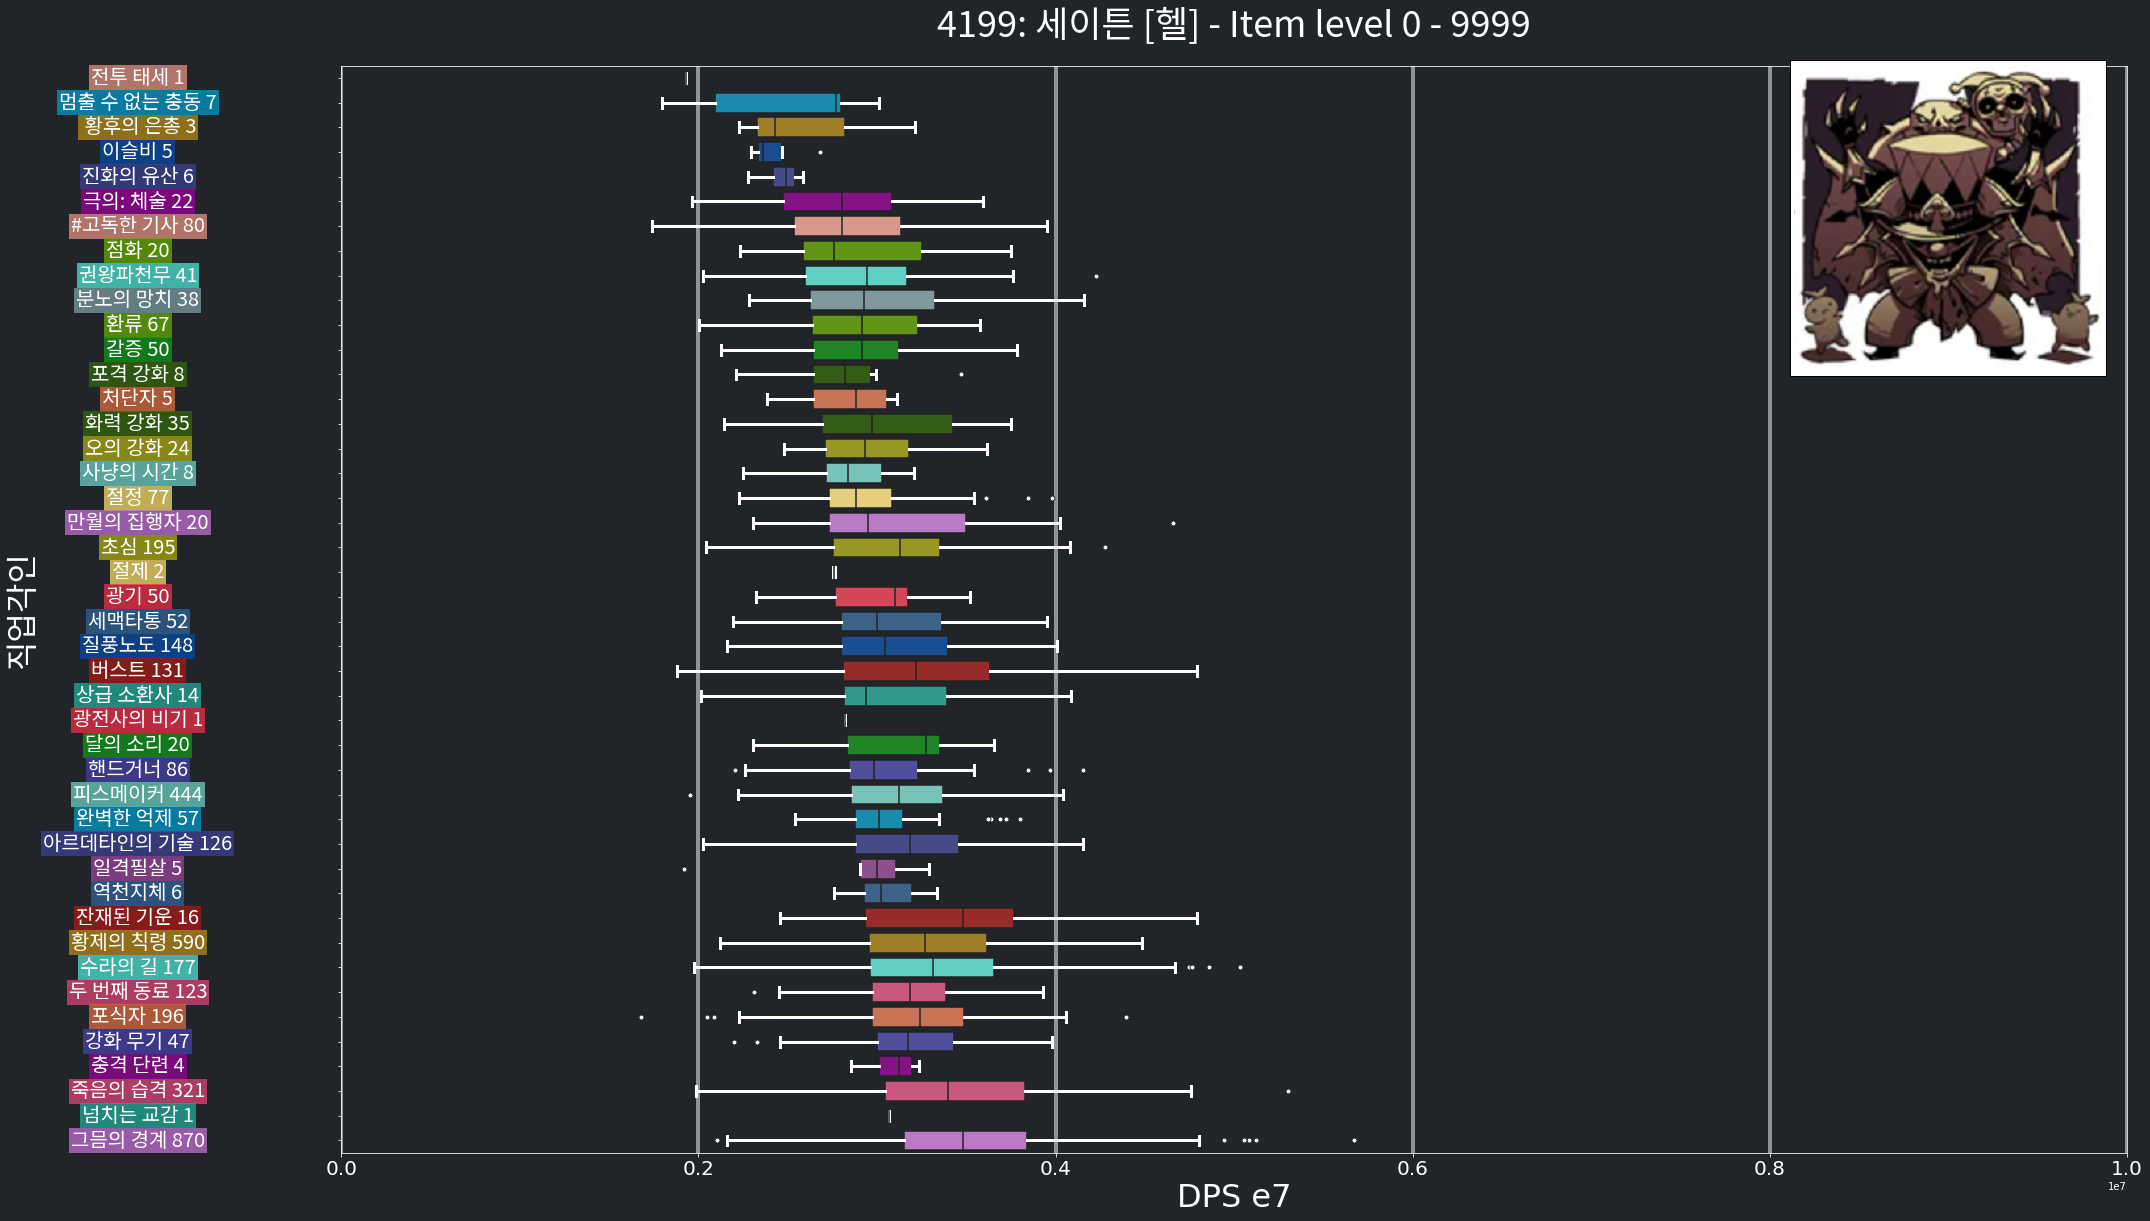 4199: 세이튼 [헬] - Item level 0 - 9999
전투 태세 1
멈출 수 없는 충동 7
황후의 은총 3
이슬비 5
진화의 유산 6
극의: 체술 22
#고독한 기사 80
점화 20
권왕파천무 41
분노의 망치 38
환류 67
갈증 50
포격 강화 8
처단자 5
화력 강화 35
오의 강화 24
사냥의 시간 8
절정 77
만월의 집행자 20
초심 195
절제 2
광기 50
세맥타통 52
질풍노도 148
버스트 131
상급 소환사 14
광전사의 비기 1
달의 소리 20
핸드거너 86
피스메이커 444
완벽한 억제 57
아르데타인의 기술 126
일격필살 5
역천지체 6
잔재된 기운 16
황제의 칙령 590
수라의 길 177
두 번째 동료 123
포식자 196
강화 무기 47
충격 단련 4
죽음의 습격 321
넘치는 교감 1
그믐의 경계 870
직업각인
0.0 0.2 0.4 0.6 0.8 1.0
1e7
DPS e7